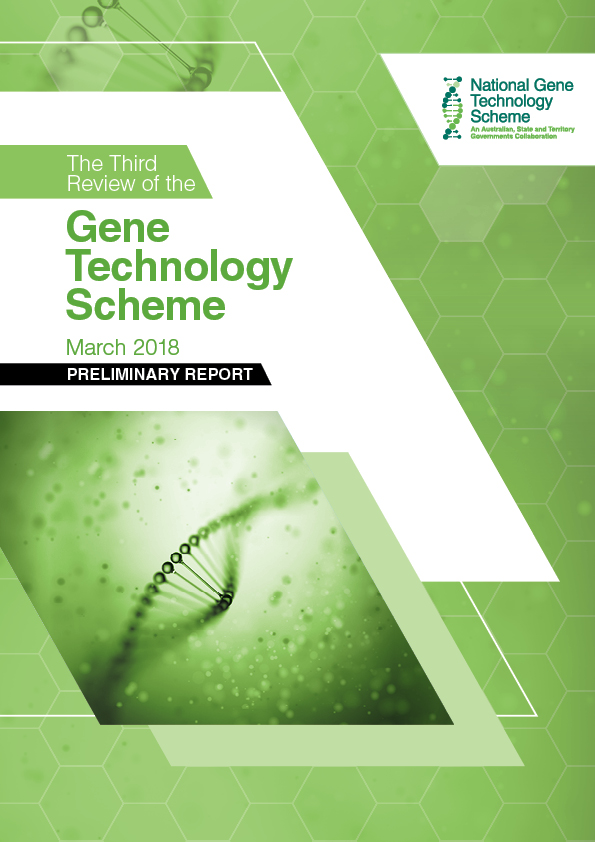 National Gene
Technology
Scheme
An Australian, State and Territory
Governments Collaboration
The Third
Review of the
Gene
Technology
Scheme
March 2018
PRELIMINARY REPORT